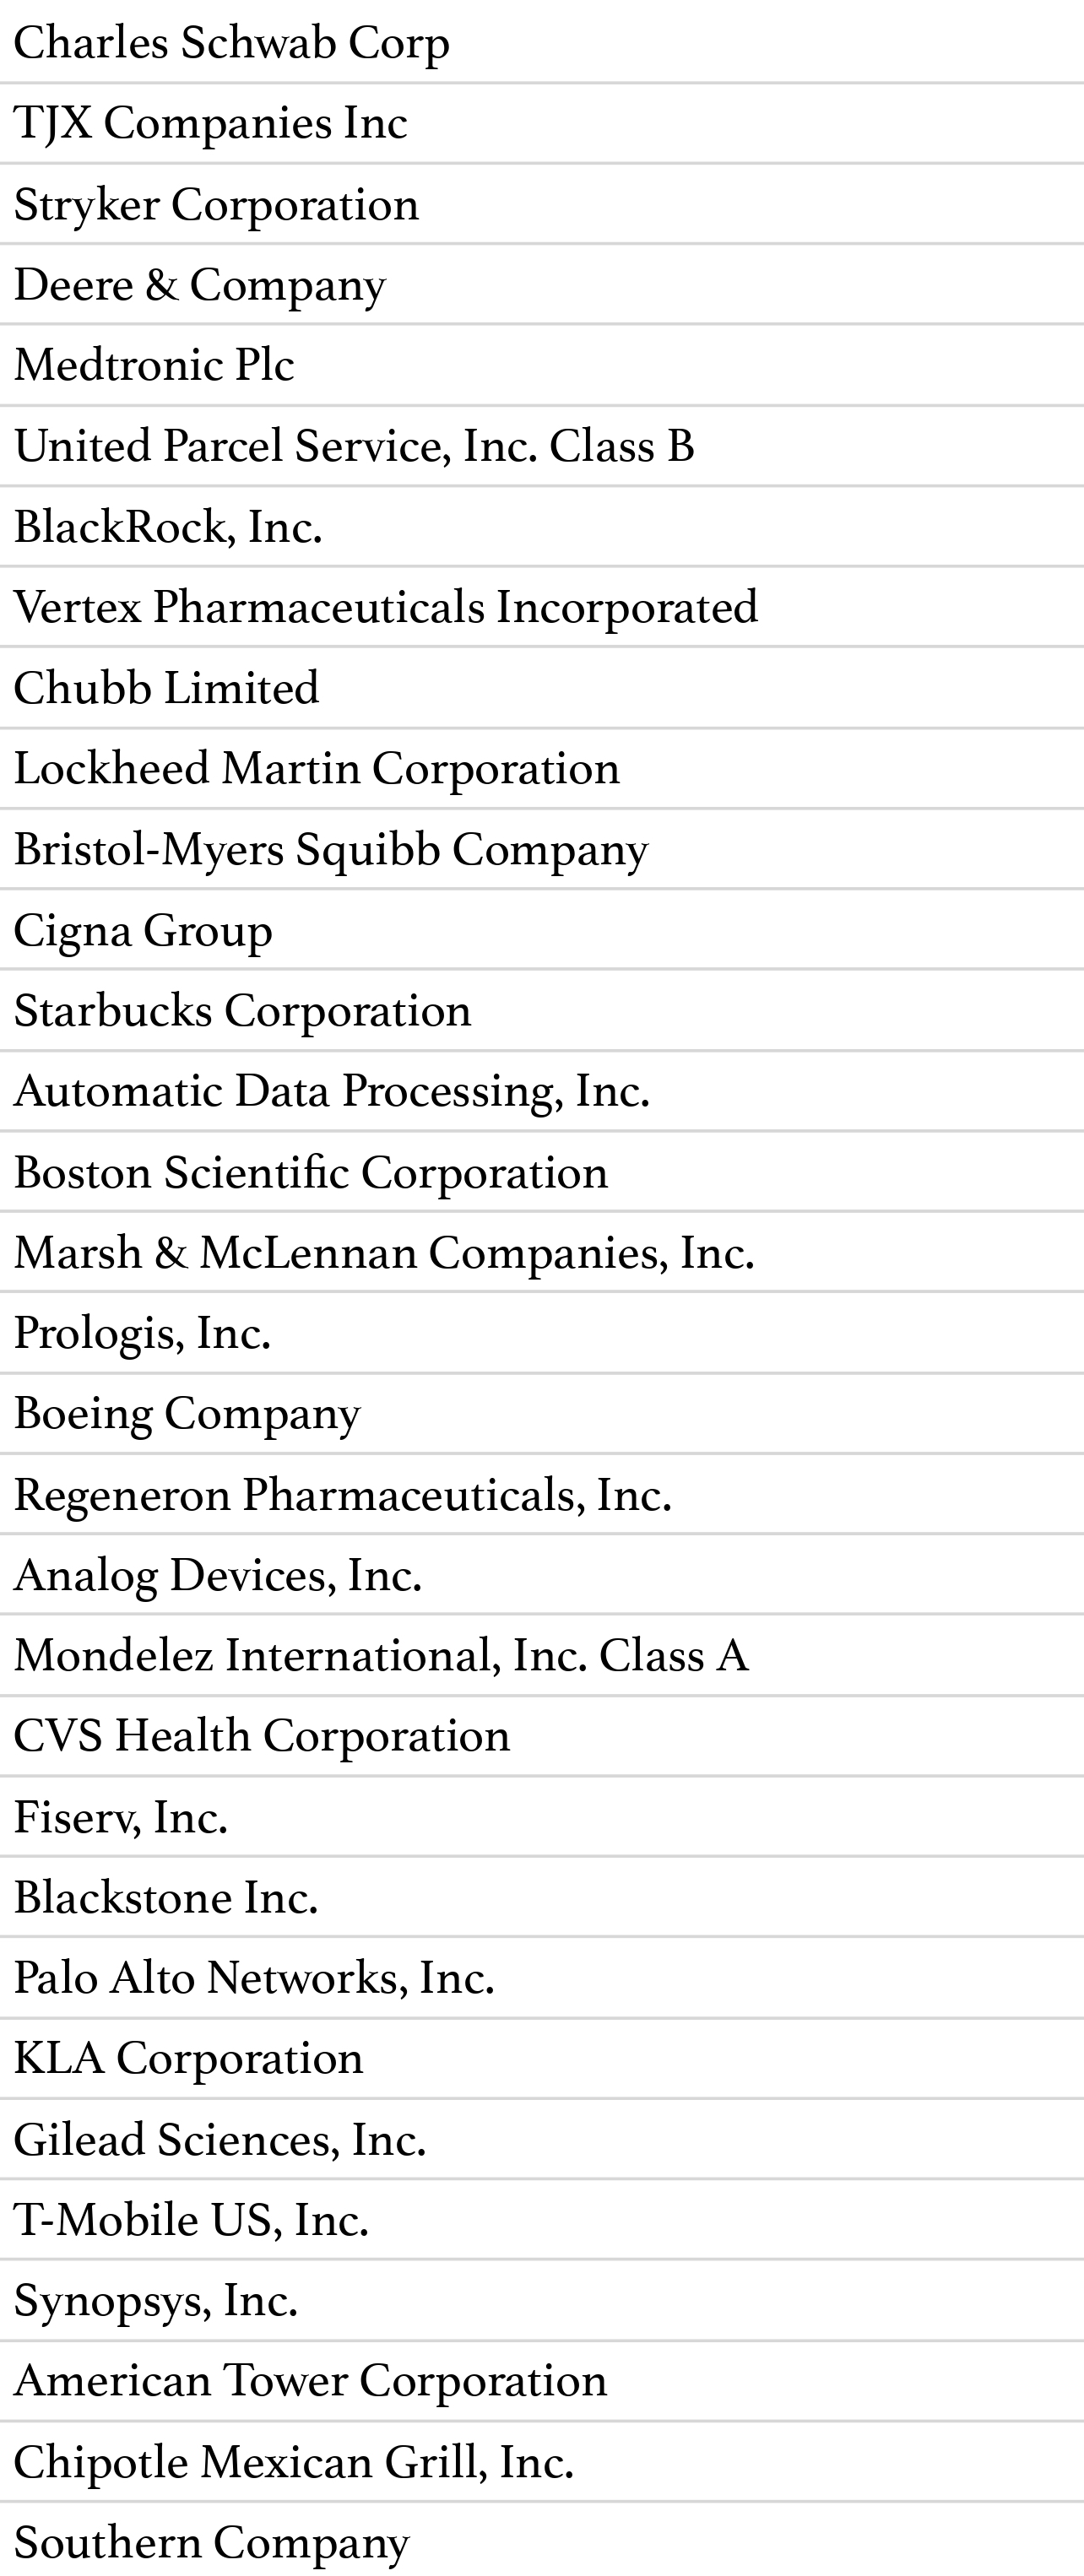 Charles Schwab Corp
TJX Companies Inc
Stryker Corporation
Deere & Company
Medtronic Plc
United Parcel Service, Inc. Class B
BlackRock, Inc.
Vertex Pharmaceuticals Incorporated
Chubb Limited
Lockheed Martin Corporation
Bristol-Myers Squibb Company
Cigna Group
Starbucks Corporation
Automatic Data Processing, Inc.
Boston Scientific Corporation
Marsh & McLennan Companies, Inc.
Prologis, Inc.
Boeing Company
Regeneron Pharmaceuticals, Inc.
Analog Devices, Inc.
Mondelez International, Inc. Class A
CVS Health Corporation
Fiserv, Inc.
Blackstone Inc.
Palo Alto Networks, Inc.
KLA Corporation
Gilead Sciences, Inc.
T-Mobile US, Inc.
Synopsys, Inc.
American Tower Corporation
Chipotle Mexican Grill, Inc.
Southern Company